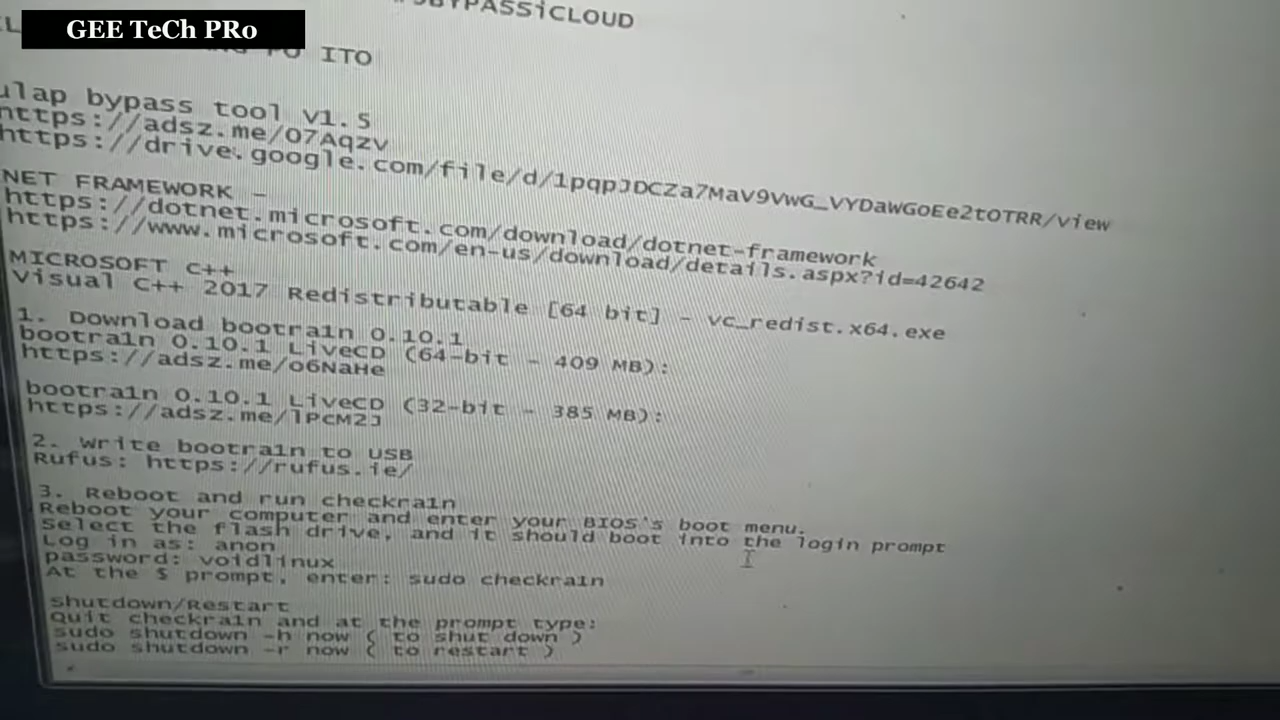 BYPASSiCLOUD
GEE TeCh PRo
ITO
bypass tool v1.5
https://adsz.me/O7AqzV
https://drive.google.com/file/d/1pqpJDCZa7MaV9VwG_VYDawGoEe2tOTRR/view
NET FRAMEWORK -
https://dotnet.microsoft.com/download/dotnet-framework
https://www.microsoft.com/en-us/download/details.aspx?id=42642
MICROSOFT C++
Visual C++ 2017 Redistributable [64 bit] - vc_redist.x64.exe
1. Download bootra1n 0.10.1
bootra1n 0.10.1 LiveCD (64-bit - 409 MB):
https://adsz.me/o6NaHe
bootra1n 0.10.1 LiveCD (32-bit - 385 MB):
https://adsz.me/lPCM2J
2. Write bootra1n to USB
Rufus: https://rufus.ie/
3. Reboot and run checkra1n
Reboot your computer and enter your BIOS's boot menu.
Select the flash drive, and it should boot into the login prompt
Log in as: anon
password: voidlinux
At the $ prompt, enter: sudo checkra1n
Shutdown/Restart
Quit checkra1n and at the prompt type:
sudo shutdown -h now ( to shut down )
sudo shutdown -r now ( to restart )